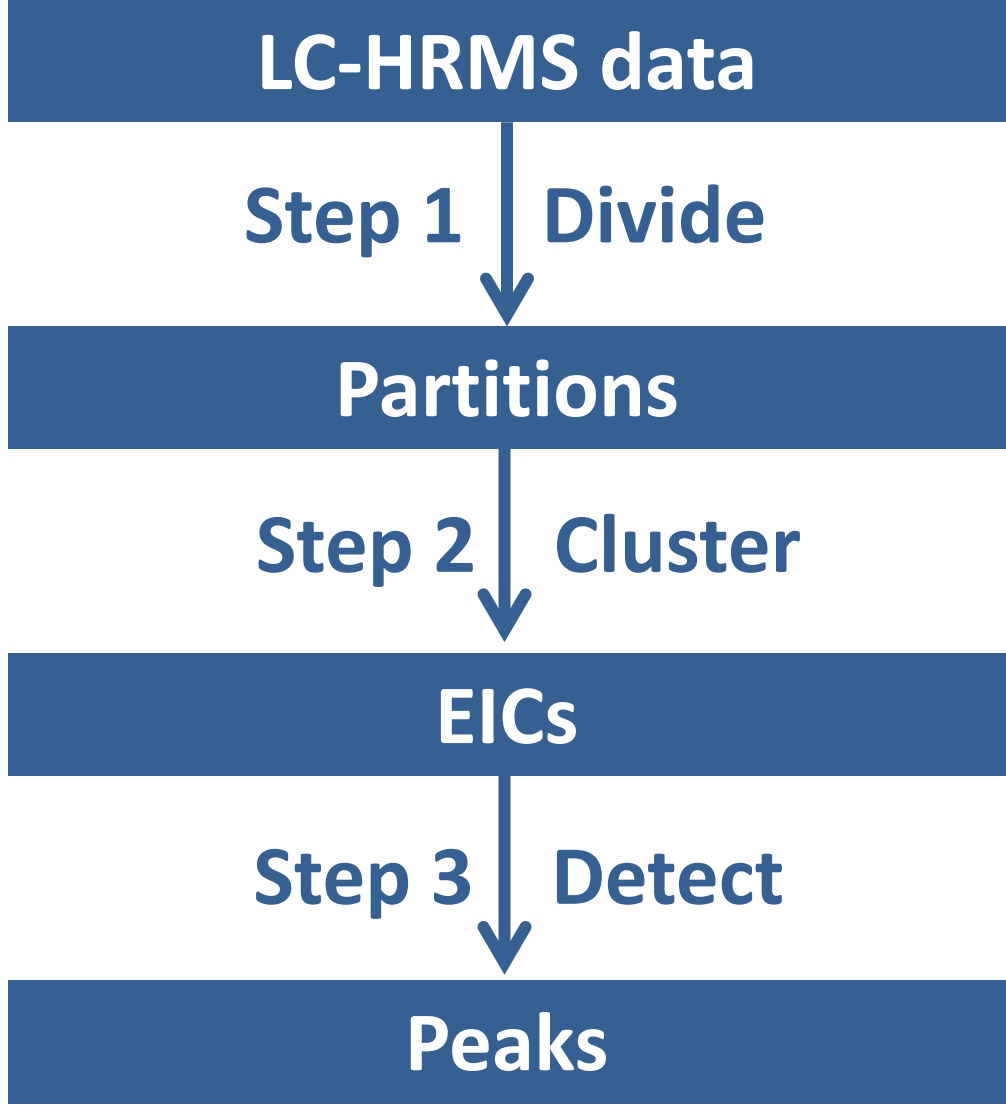 LC-HRMS data
Step 1 Divide
Partitions
Step 2 Cluster
EICs
Step 3 Detect
Peaks